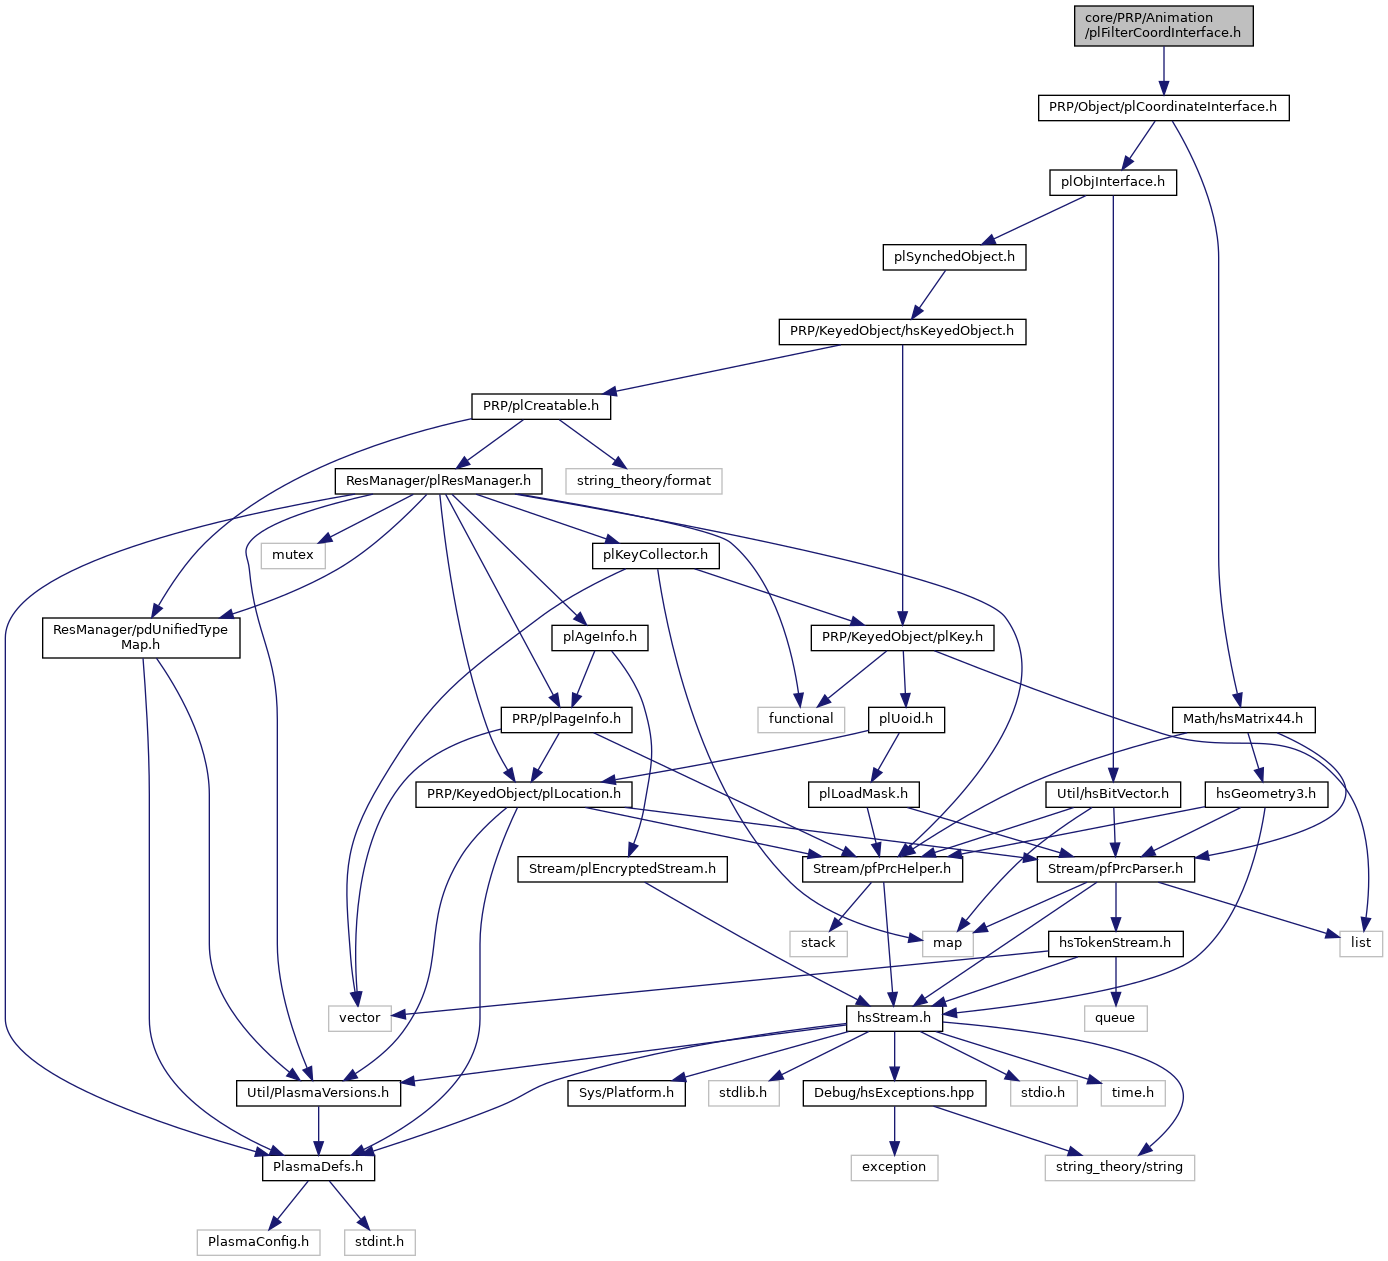 core/PRP/Animation
/plFilterCoordInterface.h
PRP/Object/plCoordinateInterface.h
plObjInterface.h
plSynchedObject.h
PRP/KeyedObject/hsKeyedObject.h
PRP/plCreatable.h
ResManager/plResManager.h
string_theory/format
mutex
plKeyCollector.h
ResManager/pdUnifiedType
Map.h
plAgeInfo.h
PRP/KeyedObject/plKey.h
PRP/plPageInfo.h
functional
plUoid.h
Math/hsMatrix44.h
PRP/KeyedObject/plLocation.h
plLoadMask.h
Util/hsBitVector.h
hsGeometry3.h
Stream/plEncryptedStream.h
Stream/pfPrcHelper.h
Stream/pfPrcParser.h
stack
map
hsTokenStream.h
list
vector
hsStream.h
queue
Util/PlasmaVersions.h
Sys/Platform.h
stdlib.h
Debug/hsExceptions.hpp
stdio.h
time.h
PlasmaDefs.h
exception
string_theory/string
PlasmaConfig.h
stdint.h